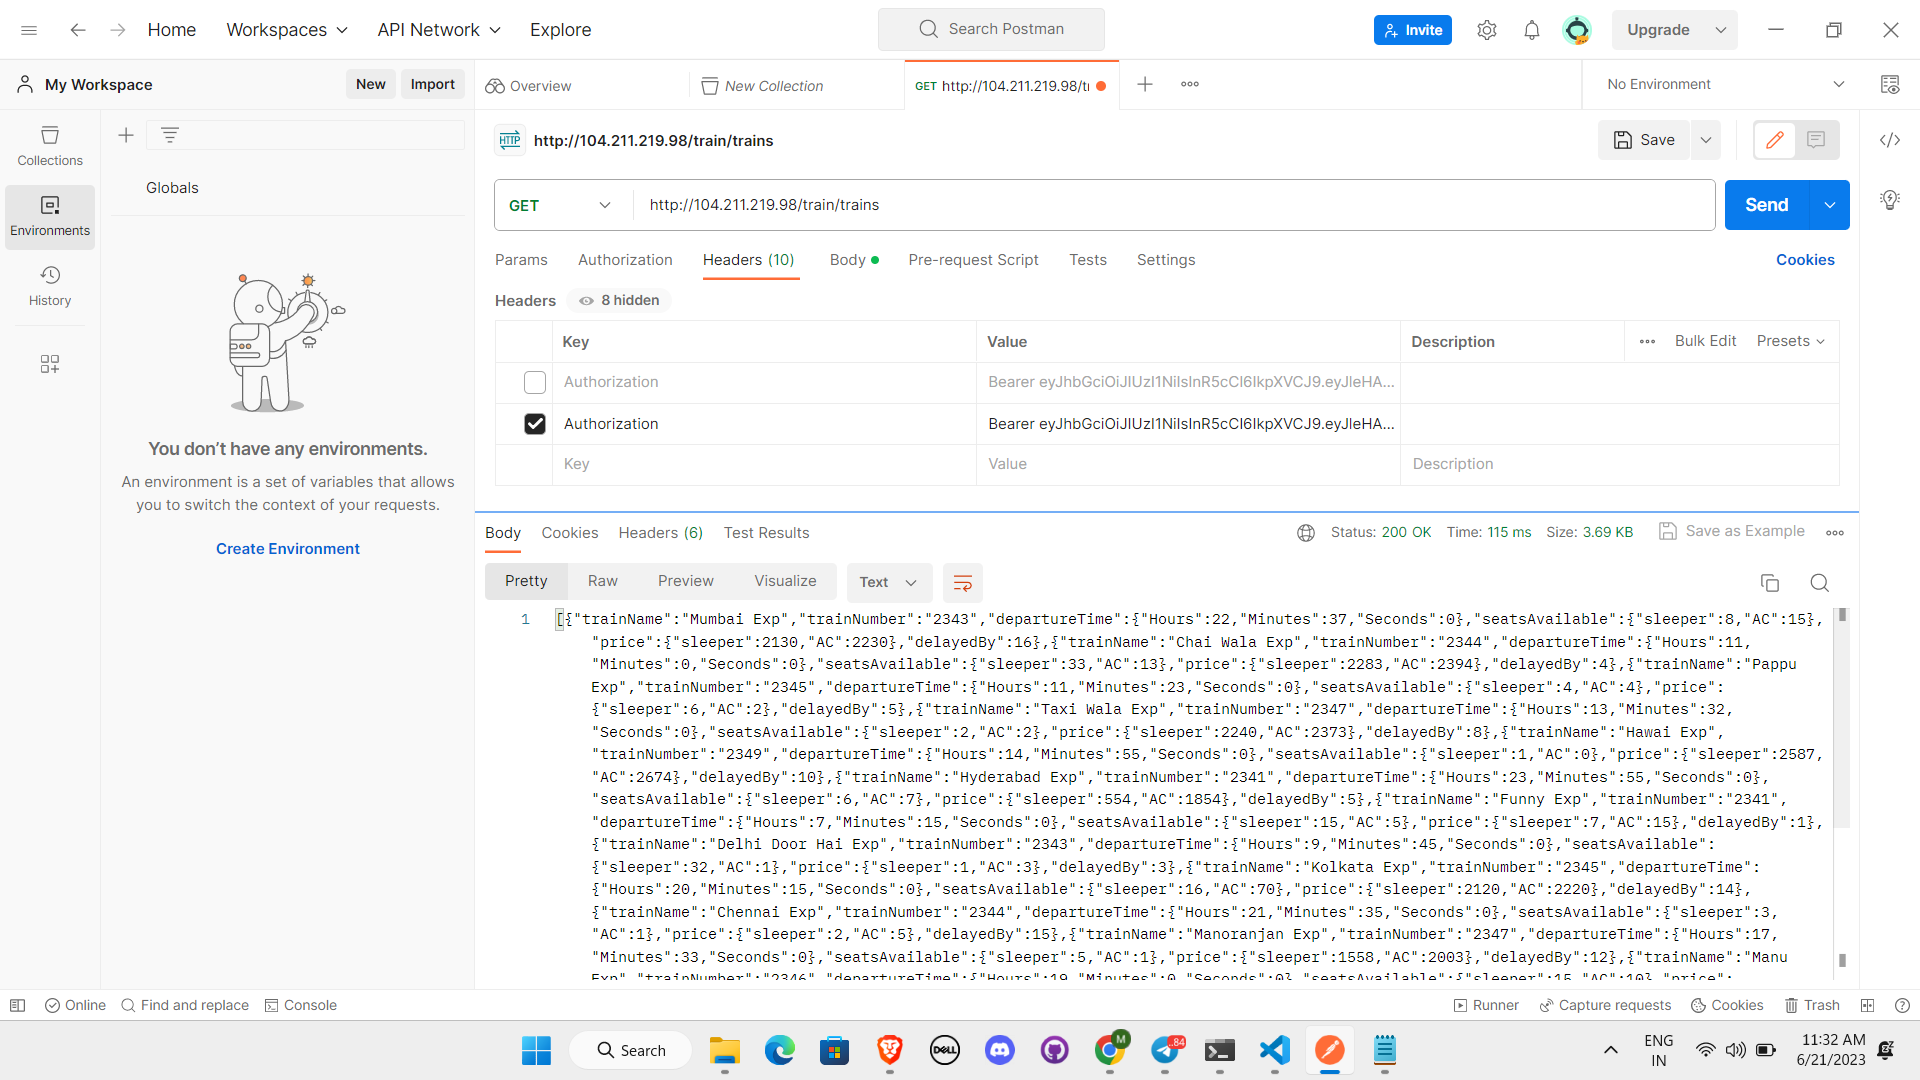 Home
Workspaces
API Network
Explore
Search Postman
Invite
Upgrade
My Workspace
New
Import
Overview
New Collection
GET http://104.211.219.98/t
No Environment
Collections
Environments
History
Globals
You don’t have any environments.
An environment is a set of variables that allows
you to switch the context of your requests.
Create Environment
HTTP
http://104.211.219.98/train/trains
Save
GET
http://104.211.219.98/train/trains
Send
Params
Authorization
Headers (10)
Body
Pre-request Script
Tests
Settings
Cookies
Headers
8 hidden
Key
Value
Description
Bulk Edit
Presets
Authorization
Bearer eyJhbGciOiJIUzI1NiIsInR5cCI6IkpXVCJ9.eyJleHA...
Authorization
Bearer eyJhbGciOiJIUzI1NiIsInR5cCI6IkpXVCJ9.eyJleHA...
Key
Value
Description
Body
Cookies
Headers (6)
Test Results
Status: 200 OK
Time: 115 ms
Size: 3.69 KB
Save as Example
Pretty
Raw
Preview
Visualize
Text
1
[{"trainName":"Mumbai Exp","trainNumber":"2343","departureTime":{"Hours":22,"Minutes":37,"Seconds":0},"seatsAvailable":{"sleeper":8,"AC":15},
"price":{"sleeper":2130,"AC":2230},"delayedBy":16},{"trainName":"Chai Wala Exp","trainNumber":"2344","departureTime":{"Hours":11,
"Minutes":0,"Seconds":0},"seatsAvailable":{"sleeper":33,"AC":13},"price":{"sleeper":2283,"AC":2394},"delayedBy":4},{"trainName":"Pappu
Exp","trainNumber":"2345","departureTime":{"Hours":11,"Minutes":23,"Seconds":0},"seatsAvailable":{"sleeper":4,"AC":4},"price":
{"sleeper":6,"AC":2},"delayedBy":5},{"trainName":"Taxi Wala Exp","trainNumber":"2347","departureTime":{"Hours":13,"Minutes":32,
"Seconds":0},"seatsAvailable":{"sleeper":2,"AC":2},"price":{"sleeper":2240,"AC":2373},"delayedBy":8},{"trainName":"Hawai Exp",
"trainNumber":"2349","departureTime":{"Hours":14,"Minutes":55,"Seconds":0},"seatsAvailable":{"sleeper":1,"AC":0},"price":{"sleeper":2587,
"AC":2674},"delayedBy":10},{"trainName":"Hyderabad Exp","trainNumber":"2341","departureTime":{"Hours":23,"Minutes":55,"Seconds":0},
"seatsAvailable":{"sleeper":6,"AC":7},"price":{"sleeper":554,"AC":1854},"delayedBy":5},{"trainName":"Funny Exp","trainNumber":"2341",
"departureTime":{"Hours":7,"Minutes":15,"Seconds":0},"seatsAvailable":{"sleeper":15,"AC":5},"price":{"sleeper":7,"AC":15},"delayedBy":1},
{"trainName":"Delhi Door Hai Exp","trainNumber":"2343","departureTime":{"Hours":9,"Minutes":45,"Seconds":0},"seatsAvailable":
{"sleeper":32,"AC":1},"price":{"sleeper":1,"AC":3},"delayedBy":3},{"trainName":"Kolkata Exp","trainNumber":"2345","departureTime":
{"Hours":20,"Minutes":15,"Seconds":0},"seatsAvailable":{"sleeper":16,"AC":70},"price":{"sleeper":2120,"AC":2220},"delayedBy":14},
{"trainName":"Chennai Exp","trainNumber":"2344","departureTime":{"Hours":21,"Minutes":35,"Seconds":0},"seatsAvailable":{"sleeper":3,
"AC":1},"price":{"sleeper":2,"AC":5},"delayedBy":15},{"trainName":"Manoranjan Exp","trainNumber":"2347","departureTime":{"Hours":17,
"Minutes":33,"Seconds":0},"seatsAvailable":{"sleeper":5,"AC":1},"price":{"sleeper":1558,"AC":2003},"delayedBy":12},{"trainName":"Manu
Exp","trainNumber":"2346","departureTime":{"Hours":19,"Minutes":0,"Seconds":0},"seatsAvailable":{"sleeper":15,"AC":10},"price":
Online
Find and replace
Console
Runner
Capture requests
Cookies
Trash
Search
DELL
M
84
ENG
IN
11:32 AM
6/21/2023